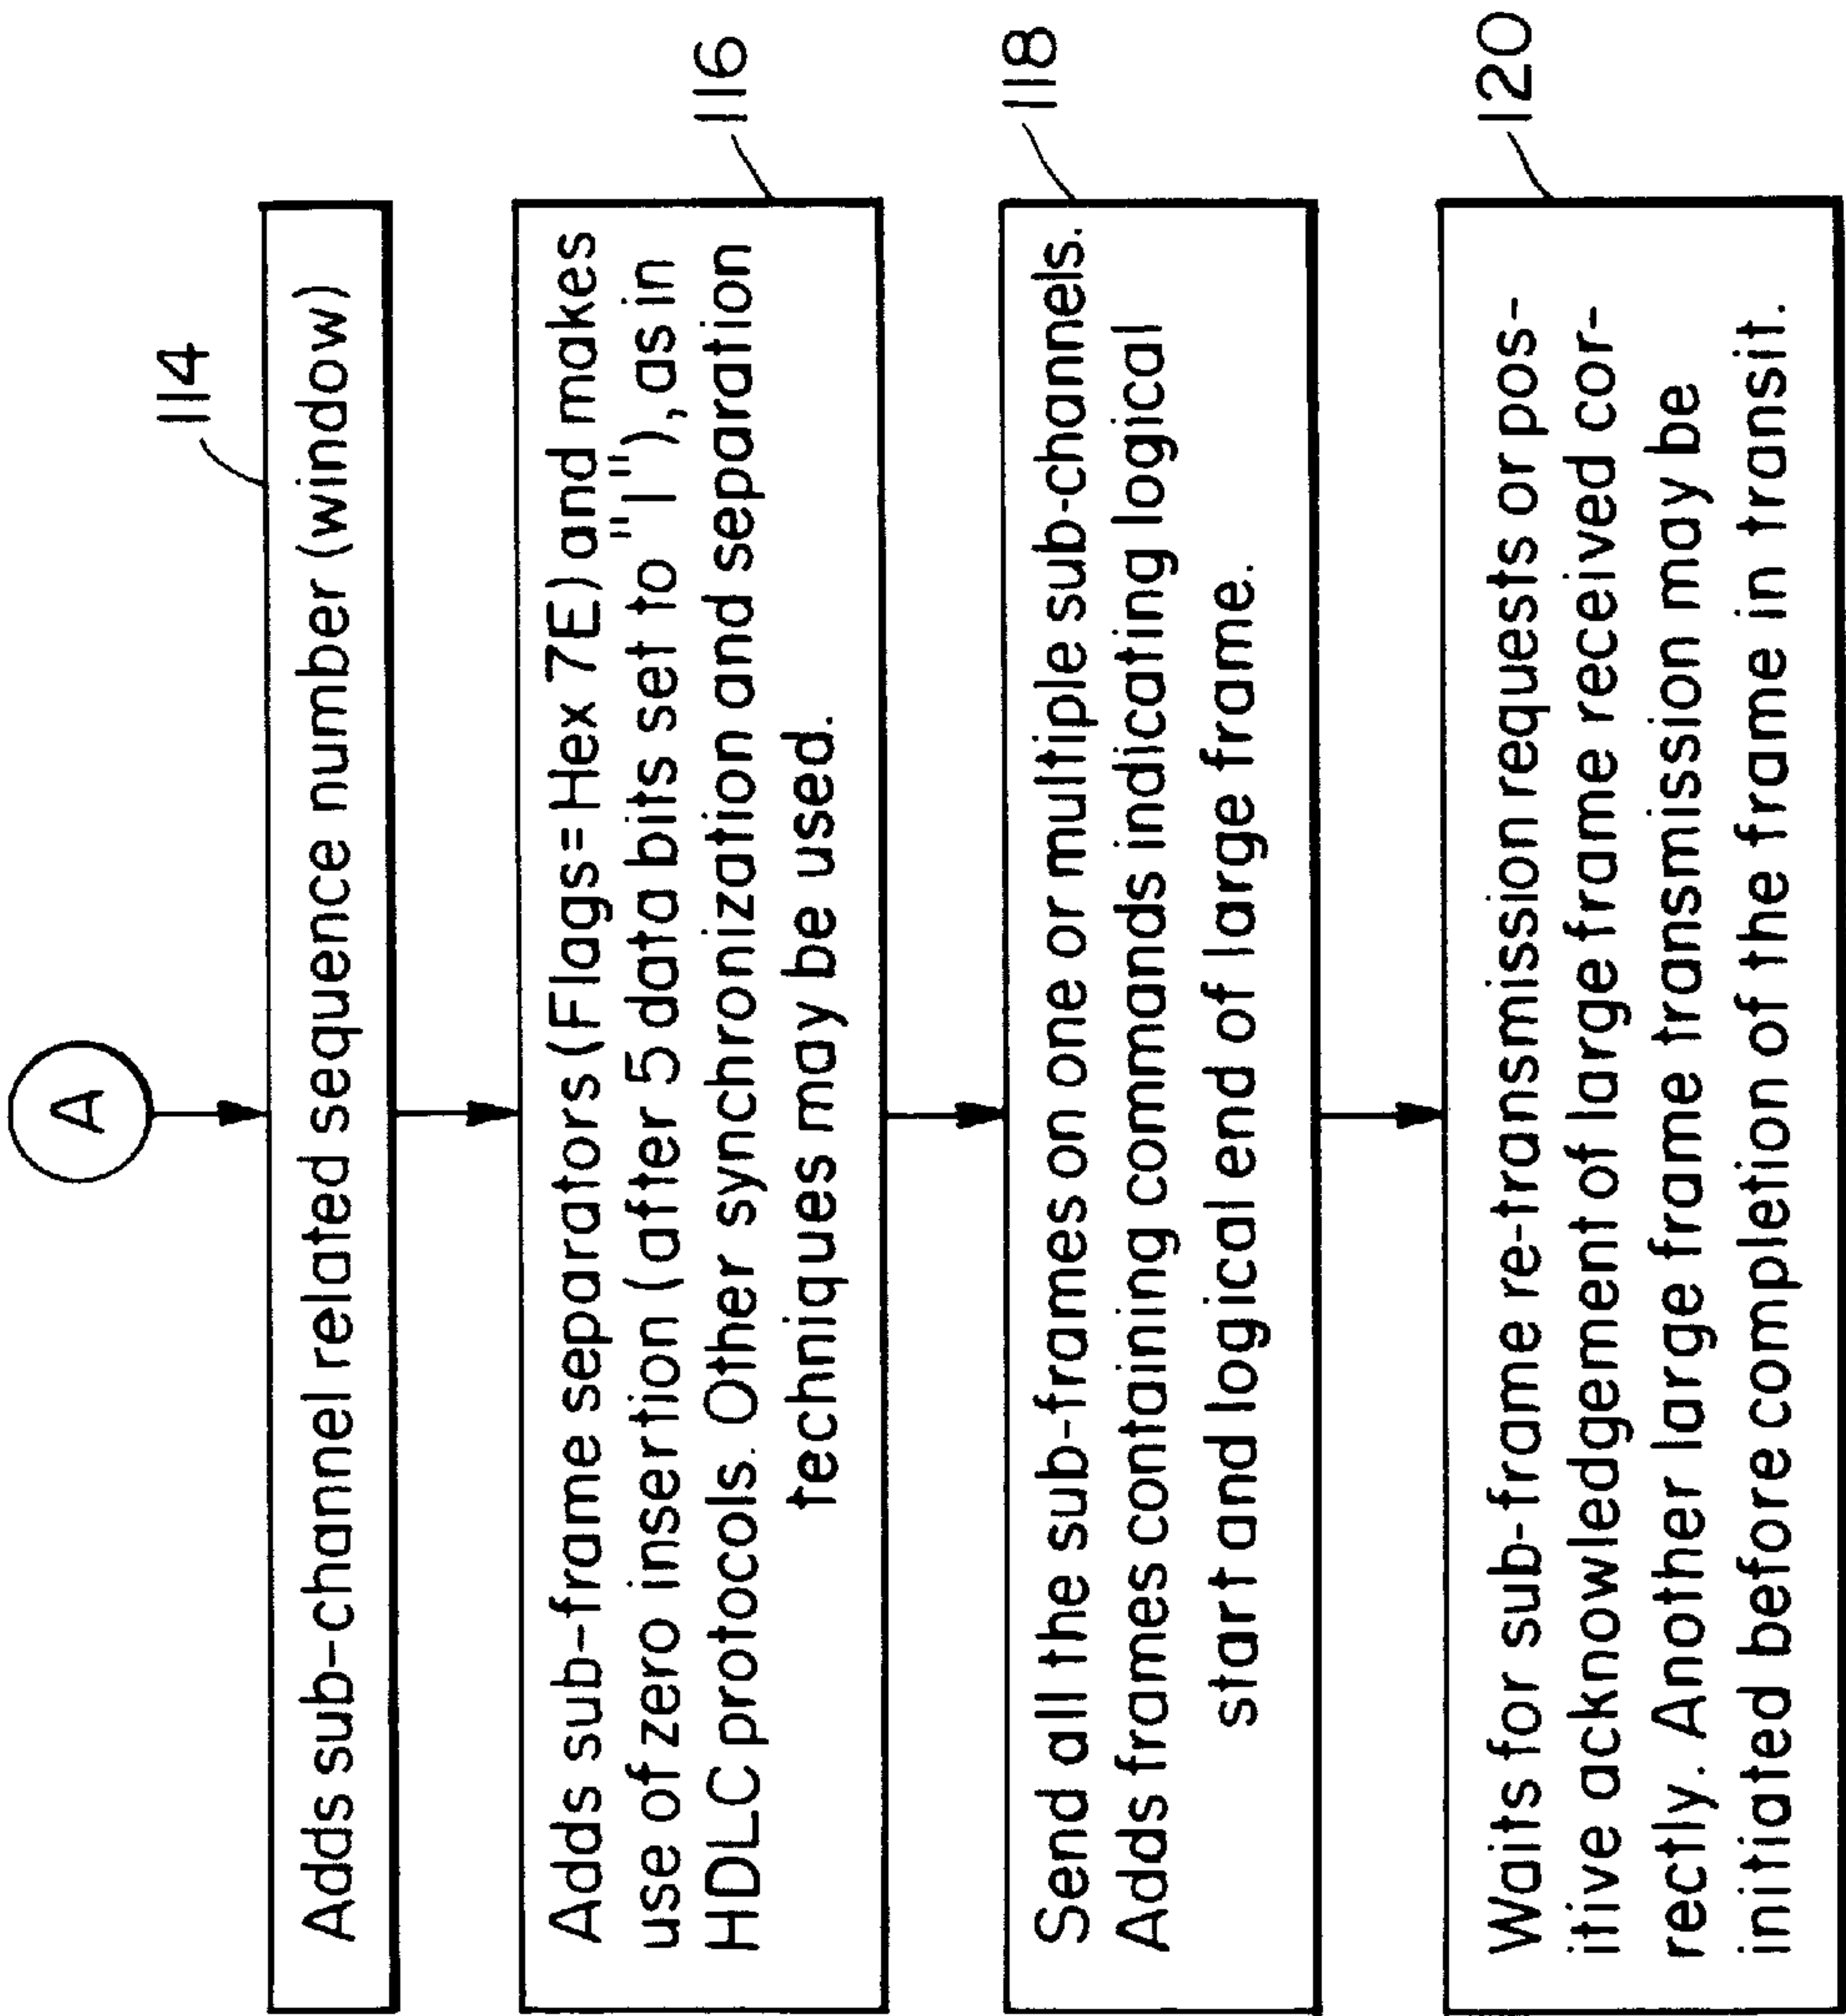 A
114
Adds sub-channel related sequence number (window)
116
Adds sub-frame separators (Flags=Hex 7E) and makes
use of zero insertion (after 5 data bits set to "1"), as in
HDLC protocols. Other synchronization and separation
techniques may be used.
118
Send all the sub-frames on one or multiple sub-channels.
Adds frames containing commands indicating logical
start and logical end of large frame.
120
Waits for sub-frame re-transmission requests or pos-
itive acknowledgement of large frame received cor-
rectly. Another large frame transmission may be
initiated before completion of the frame in transit.